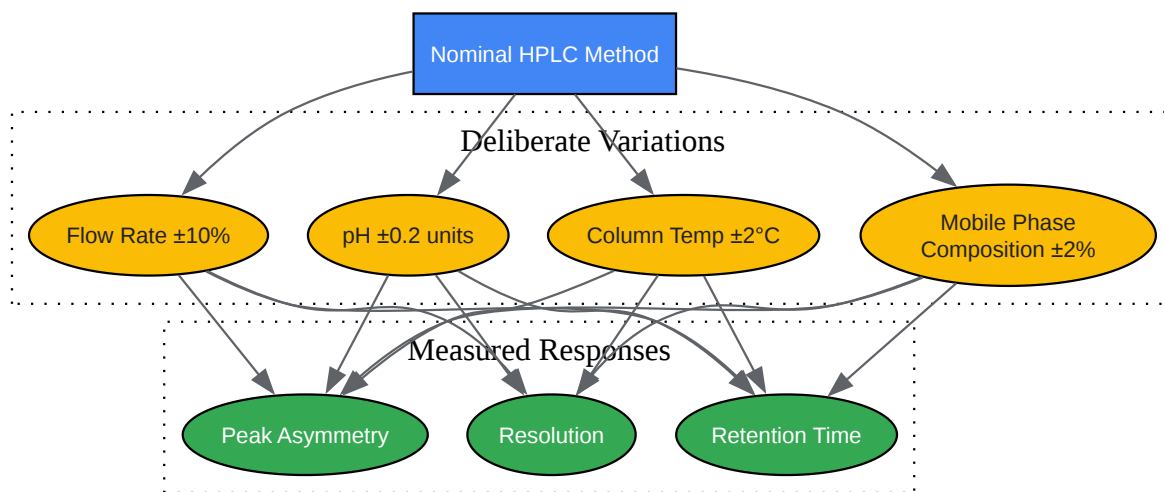 Nominal HPLC Method
Deliberate Variations
Flow Rate ±10%
pH ±0.2 units
Column Temp ±2°C
Mobile Phase
Composition ±2%
Measured Responses
Peak Asymmetry
Resolution
Retention Time